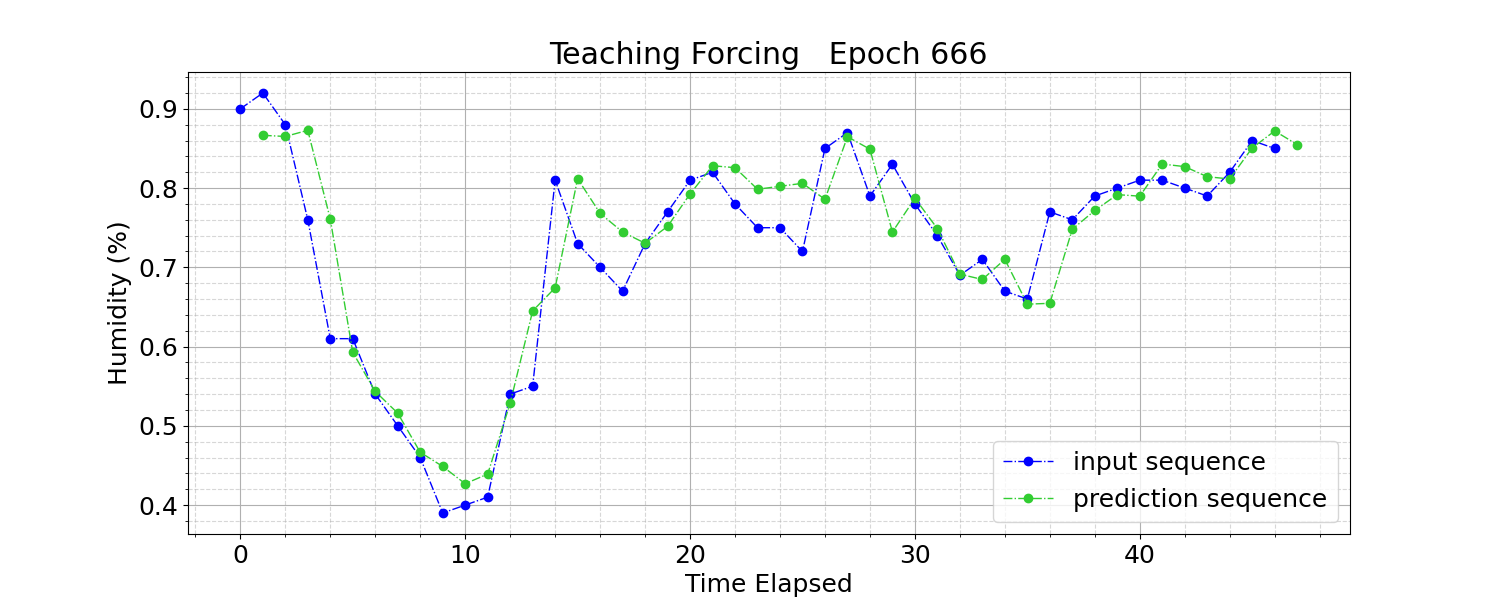 Teaching Forcing   Epoch 666
Humidity (%)
0.9
0.8
0.7
0.6
0.5
0.4
input sequence
prediction sequence
0 10 20 30 40
Time Elapsed